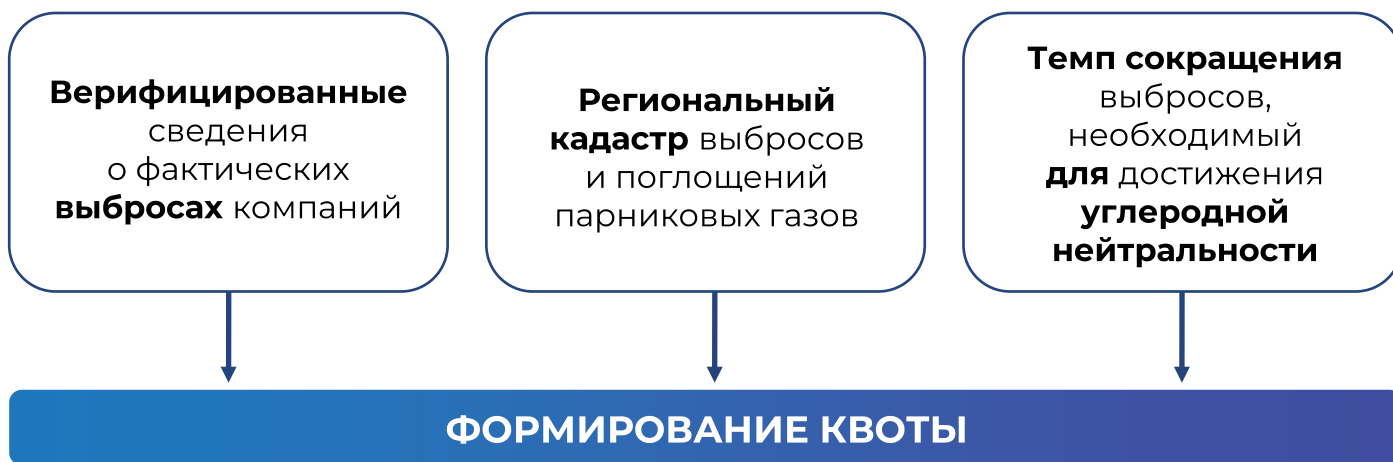 Верифицированные
сведения
о фактических
выбросах компаний
Региональный
кадастр выбросов
и поглощений
парниковых газов
Темп сокращения
выбросов,
необходимый
для достижения
углеродной
нейтральности
ФОРМИРОВАНИЕ КВОТЫ